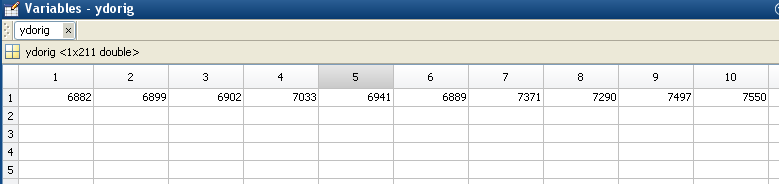 Variables - ydorig
ydorig
ydorig <1x211 double>
1 2 3 4 5 6 7 8 9 10
1 6882 6899 6902 7033 6941 6889 7371 7290 7497 7550
2
3
4
5